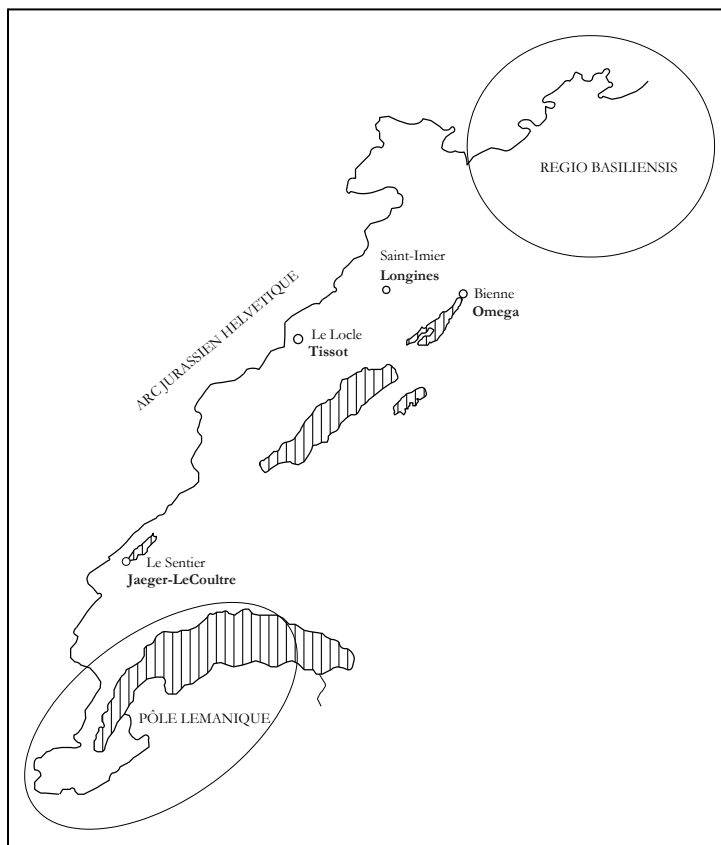 REGIO BASILIENSIS
Saint-Imier
Longines
Bienne
Omega
ARC JURASSIEN HELVETIQUE
Le Locle
Tissot
Le Sentier
Jaeger-LeCoultre
PÔLE LEMANIQUE